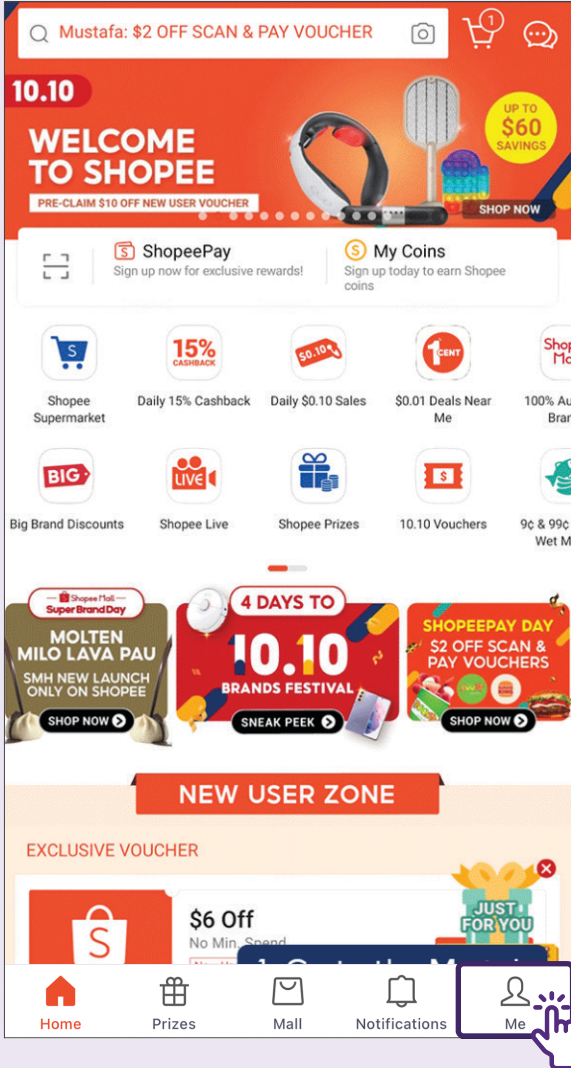 Mustafa: $2 OFF SCAN & PAY VOUCHER
1
10.10
WELCOME
TO SHOPEE
PRE-CLAIM $10 OFF NEW USER VOUCHER
UP TO
$60
SAVINGS
SHOP NOW
ShopeePay
Sign up now for exclusive rewards!
My Coins
Sign up today to earn Shopee
coins
15%
CASHBACK
$0.10
1 CENT
Shop
Shopee
Supermarket
Daily 15% Cashback
Daily $0.10 Sales
$0.01 Deals Near
Me
100% Au
Bran
BIG
LIVE
$
Big Brand Discounts
Shopee Live
Shopee Prizes
10.10 Vouchers
9¢ & 99¢
Wet M
Shopee Mall
Super Brand Day
MOLTEN
MILO LAVA PAU
SMH NEW LAUNCH
ONLY ON SHOPEE
SHOP NOW
4 DAYS TO
10.10
BRANDS FESTIVAL
SNEAK PEEK
SHOPEEPAY DAY
$2 OFF SCAN &
PAY VOUCHERS
SHOP NOW
NEW USER ZONE
EXCLUSIVE VOUCHER
$6 Off
No Min. Spend
JUST
FOR YOU
Home
Prizes
Mall
Notifications
Me